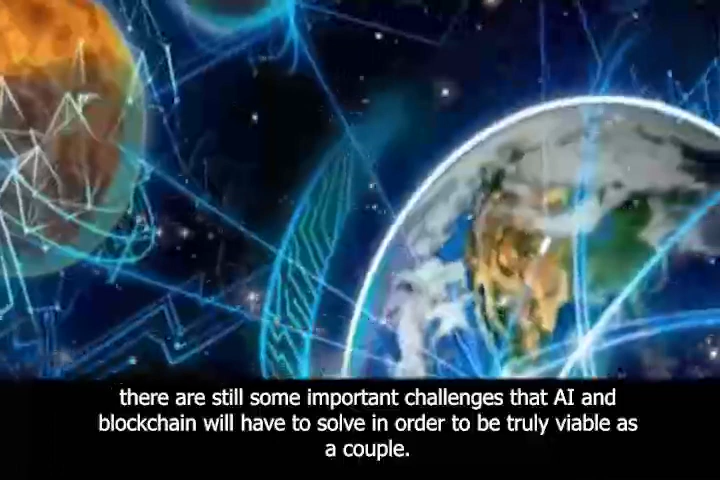 there are still some important challenges that AI and
blockchain will have to solve in order to be truly viable as
a couple.